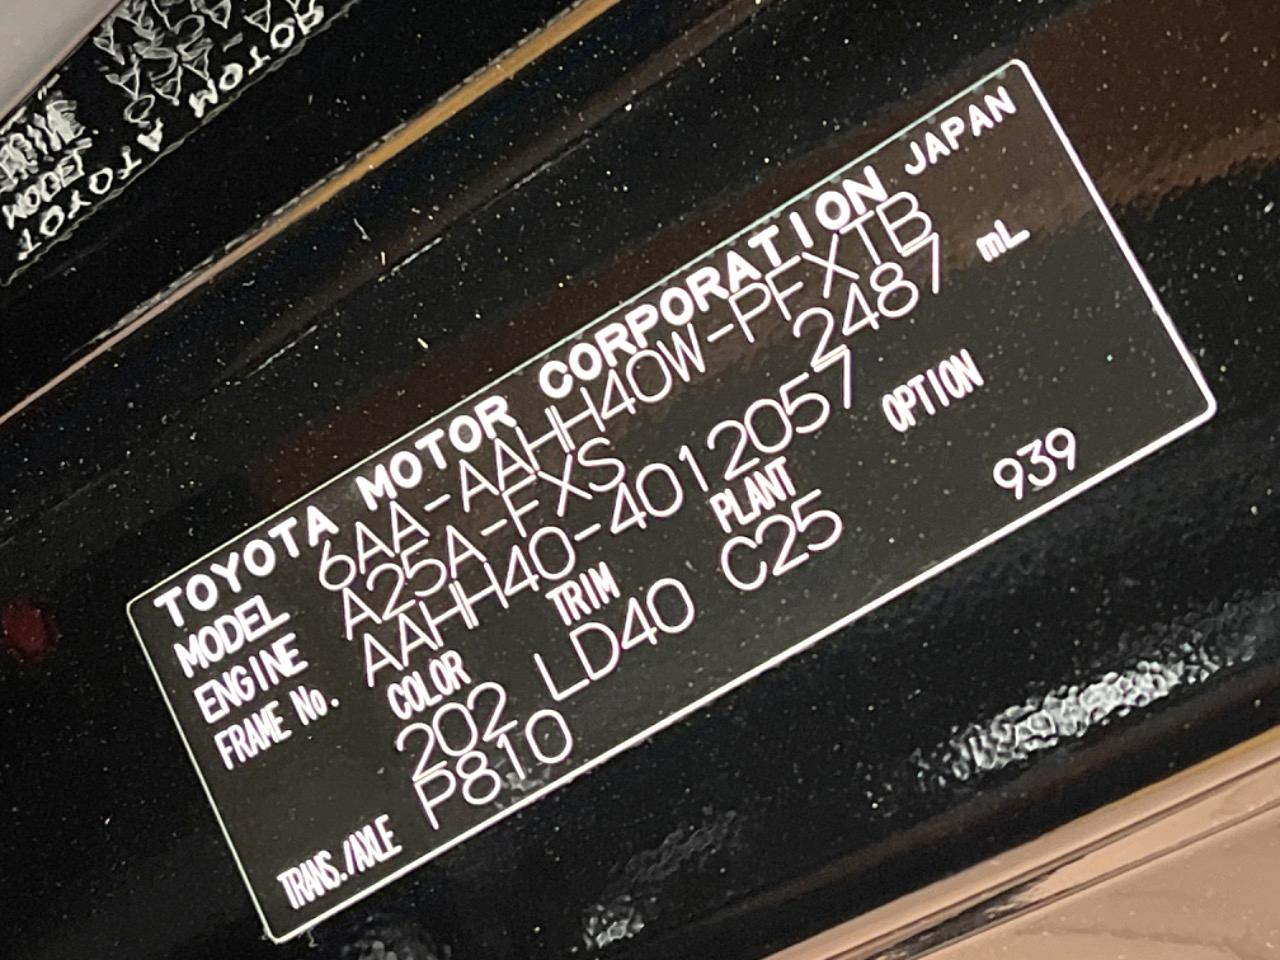 TOYOTA MOTOR CORPORATION JAPAN
MODEL 6AA-AAHH40W-PFXTB
ENGINE A25A-FXS 2487 mL
FRAME No. AAHH40-4012057
COLOR TRIM PLANT OPTION
202 LD40 C25 939
TRANS./AXLE P810